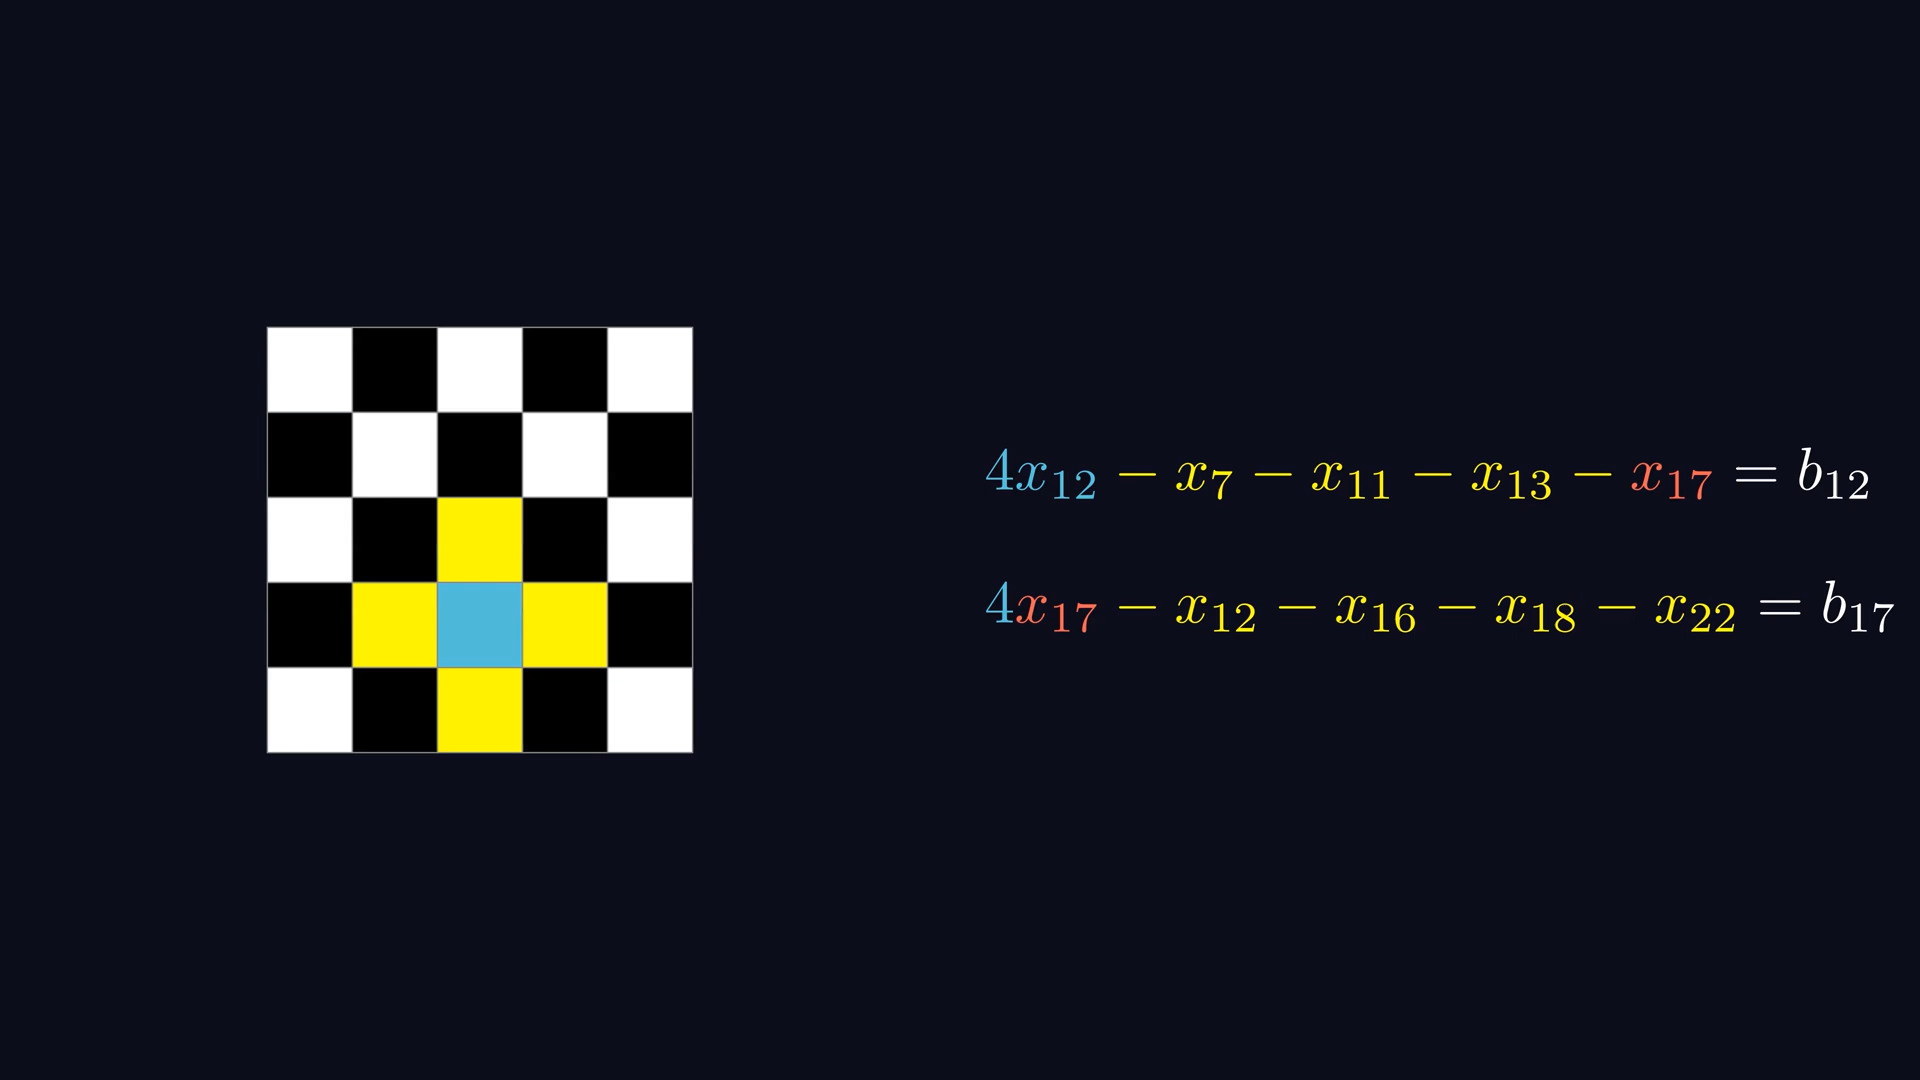 4x₁₂ − x₇ − x₁₁ − x₁₃ − x₁₇ = b₁₂
4x₁₇ − x₁₂ − x₁₆ − x₁₈ − x₂₂ = b₁₇